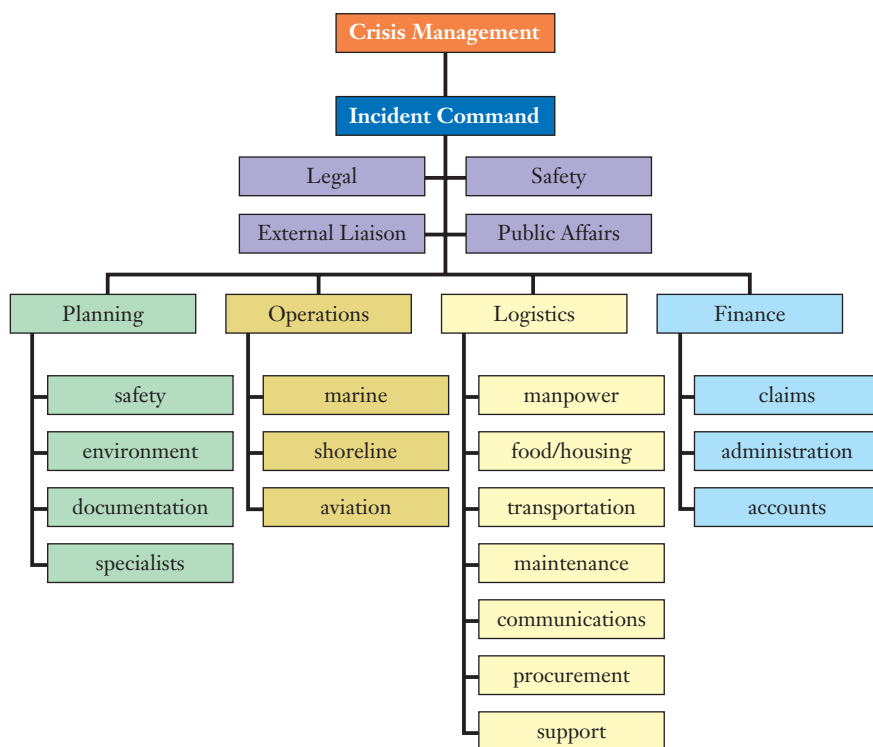 Crisis Management
Incident Command
Legal
Safety
External Liaison
Public Affairs
Planning
Operations
Logistics
Finance
safety
environment
documentation
specialists
marine
shoreline
aviation
manpower
food/housing
transportation
maintenance
communications
procurement
support
claims
administration
accounts